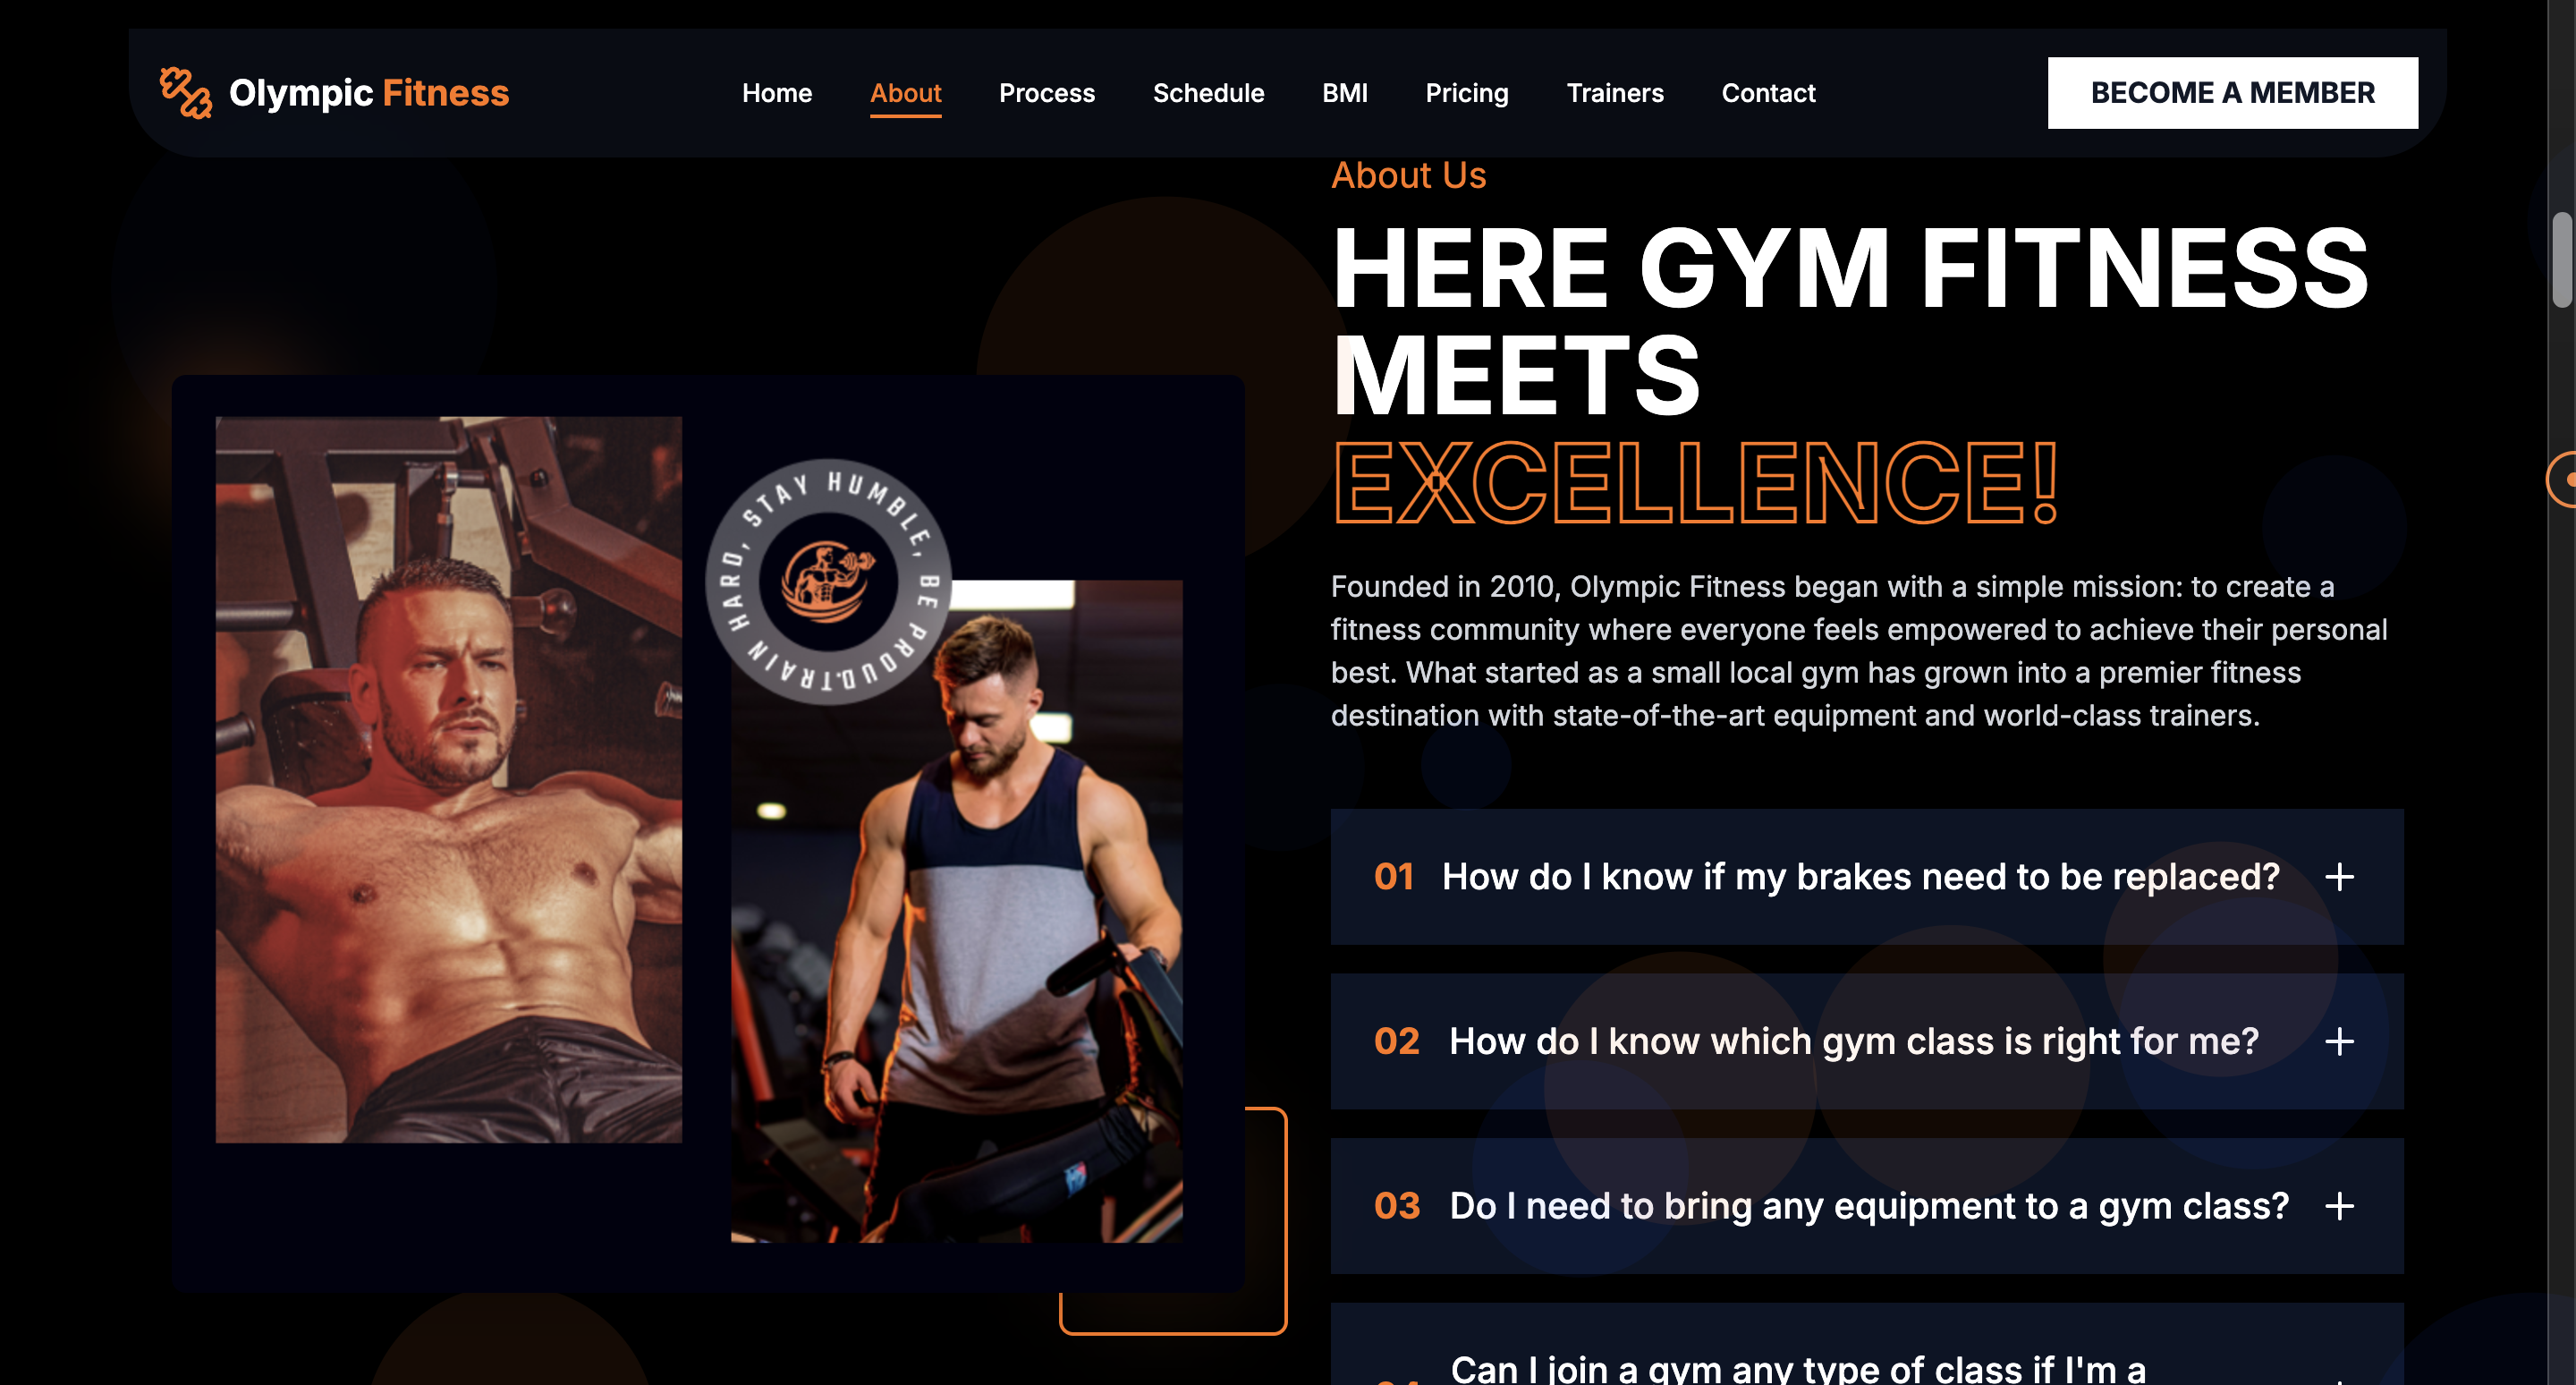 Olympic Fitness
Home
About
Process
Schedule
BMI
Pricing
Trainers
Contact
BECOME A MEMBER
About Us
HERE GYM FITNESS
MEETS
EXCELLENCE!
TRAIN HARD, STAY HUMBLE, BE PROUD.
Founded in 2010, Olympic Fitness began with a simple mission: to create a
fitness community where everyone feels empowered to achieve their personal
best. What started as a small local gym has grown into a premier fitness
destination with state-of-the-art equipment and world-class trainers.
01 How do I know if my brakes need to be replaced?
02 How do I know which gym class is right for me?
03 Do I need to bring any equipment to a gym class?
Can I join a gym any type of class if I'm a